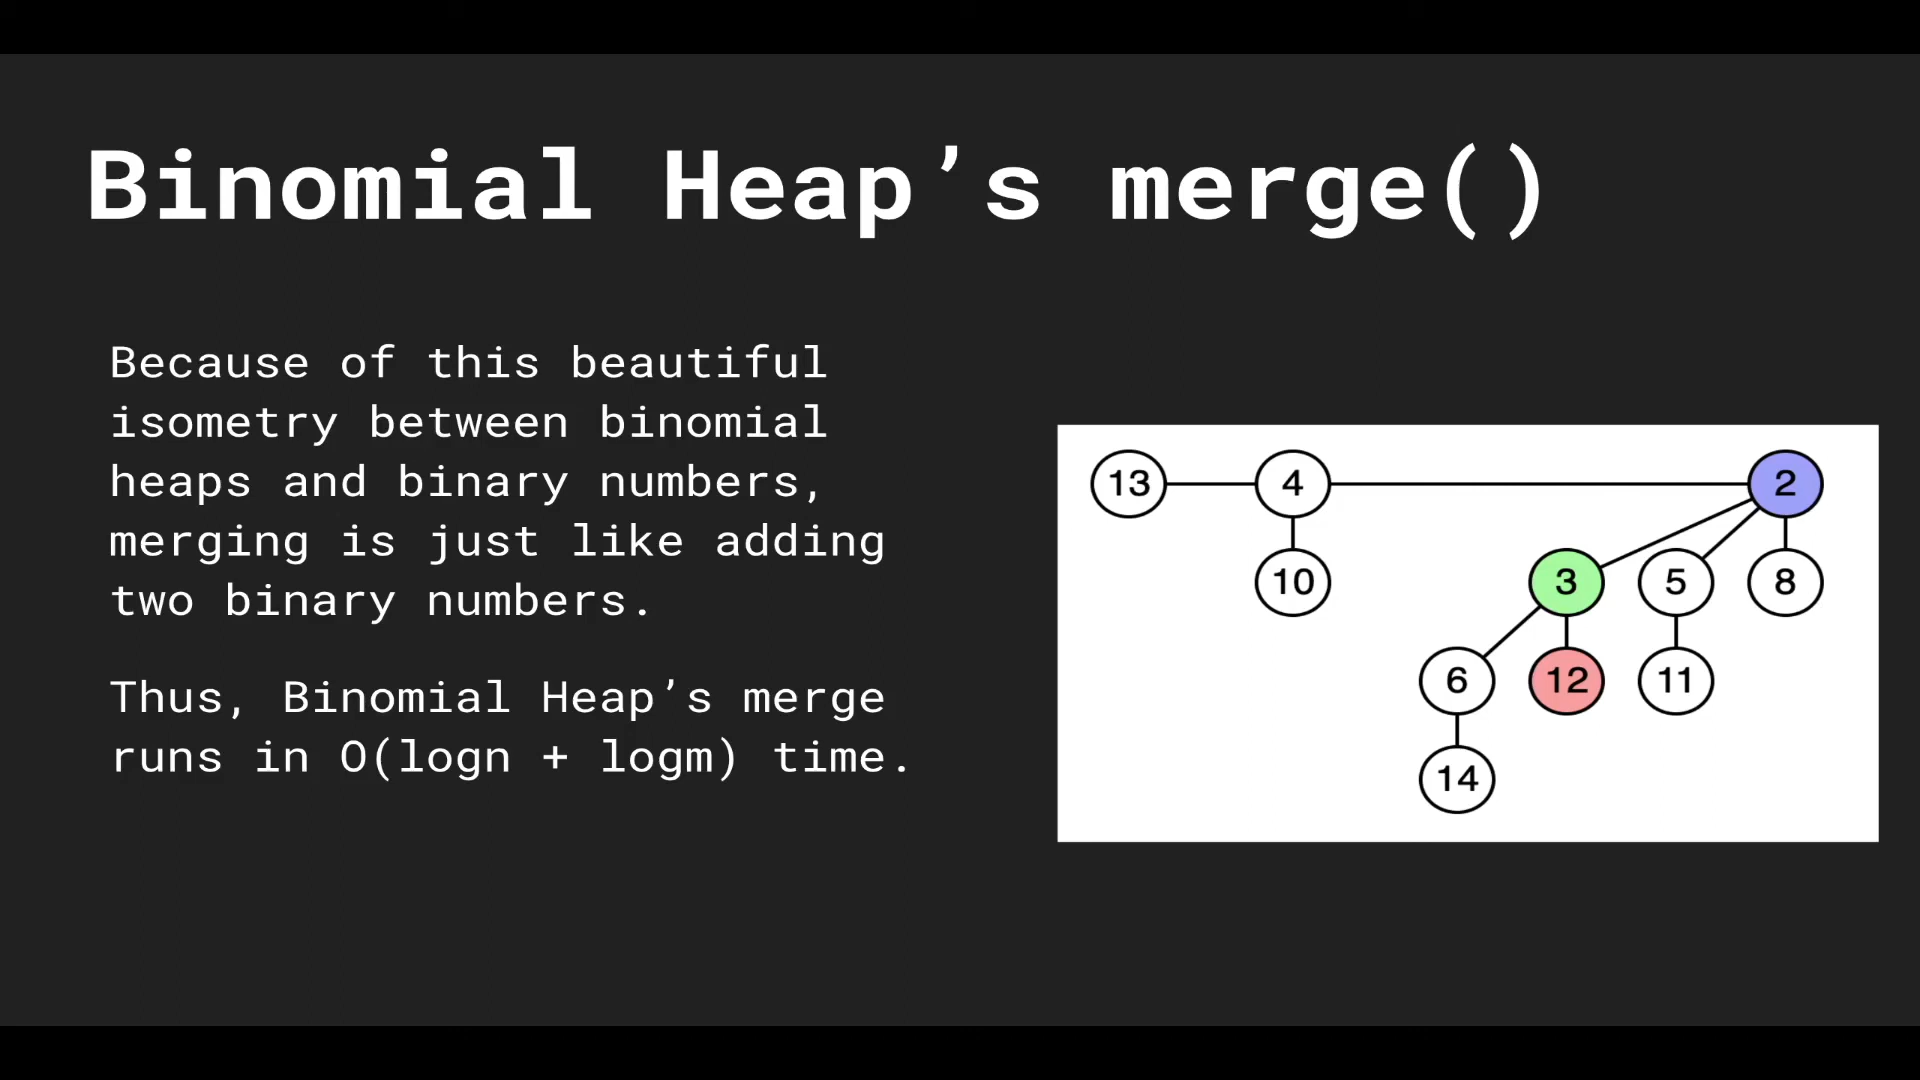 Binomial Heap’s merge()
Because of this beautiful
isometry between binomial
heaps and binary numbers,
merging is just like adding
two binary numbers.
Thus, Binomial Heap’s merge
runs in O(logn + logm) time.
13 4 2
10 3 5 8
6 12 11
14